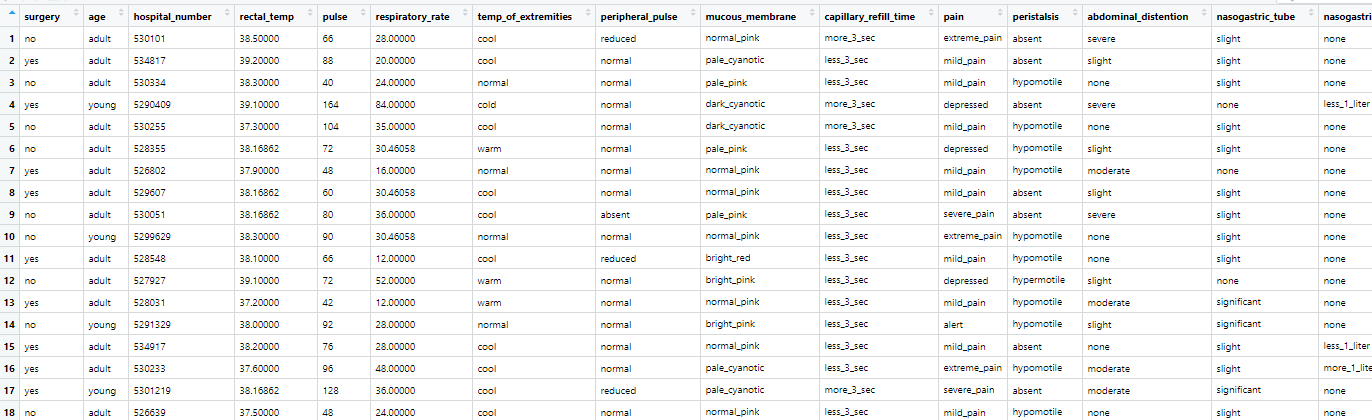 surgery age hospital_number rectal_temp pulse respiratory_rate temp_of_extremities peripheral_pulse mucous_membrane capillary_refill_time pain peristalsis abdominal_distention nasogastric_tube nasogastri
1 no adult 530101 38.50000 66 28.00000 cool reduced normal_pink more_3_sec extreme_pain absent severe slight none
2 yes adult 534817 39.20000 88 20.00000 cool normal pale_cyanotic less_3_sec mild_pain absent slight slight none
3 no adult 530334 38.30000 40 24.00000 normal normal pale_pink less_3_sec mild_pain hypomotile none slight none
4 yes young 5290409 39.10000 164 84.00000 cold normal dark_cyanotic more_3_sec depressed absent severe none less_1_liter
5 no adult 530255 37.30000 104 35.00000 cool normal dark_cyanotic more_3_sec mild_pain hypomotile none slight none
6 no adult 528355 38.16862 72 30.46058 warm normal pale_pink less_3_sec depressed hypomotile slight slight none
7 yes adult 526802 37.90000 48 16.00000 normal normal normal_pink less_3_sec mild_pain hypomotile moderate none none
8 yes adult 529607 38.16862 60 30.46058 cool normal normal_pink less_3_sec mild_pain absent slight slight none
9 no adult 530051 38.16862 80 36.00000 cool absent pale_pink less_3_sec severe_pain absent severe slight none
10 no young 5299629 38.30000 90 30.46058 normal normal normal_pink less_3_sec extreme_pain hypomotile none slight none
11 yes adult 528548 38.10000 66 12.00000 cool reduced bright_red less_3_sec mild_pain hypomotile none slight none
12 no adult 527927 39.10000 72 52.00000 warm normal bright_pink less_3_sec depressed hypermotile slight none none
13 yes adult 528031 37.20000 42 12.00000 warm normal normal_pink less_3_sec mild_pain hypomotile moderate significant none
14 no young 5291329 38.00000 92 28.00000 normal normal bright_pink less_3_sec alert hypomotile slight significant none
15 yes adult 534917 38.20000 76 28.00000 cool normal normal_pink less_3_sec mild_pain absent none slight less_1_liter
16 yes adult 530233 37.60000 96 48.00000 cool normal pale_cyanotic less_3_sec extreme_pain hypomotile moderate slight more_1_lite
17 yes young 5301219 38.16862 128 36.00000 cool reduced pale_cyanotic more_3_sec severe_pain absent moderate significant none
18 no adult 526639 37.50000 48 24.00000 cool normal normal_pink less_3_sec mild_pain hypomotile none slight none